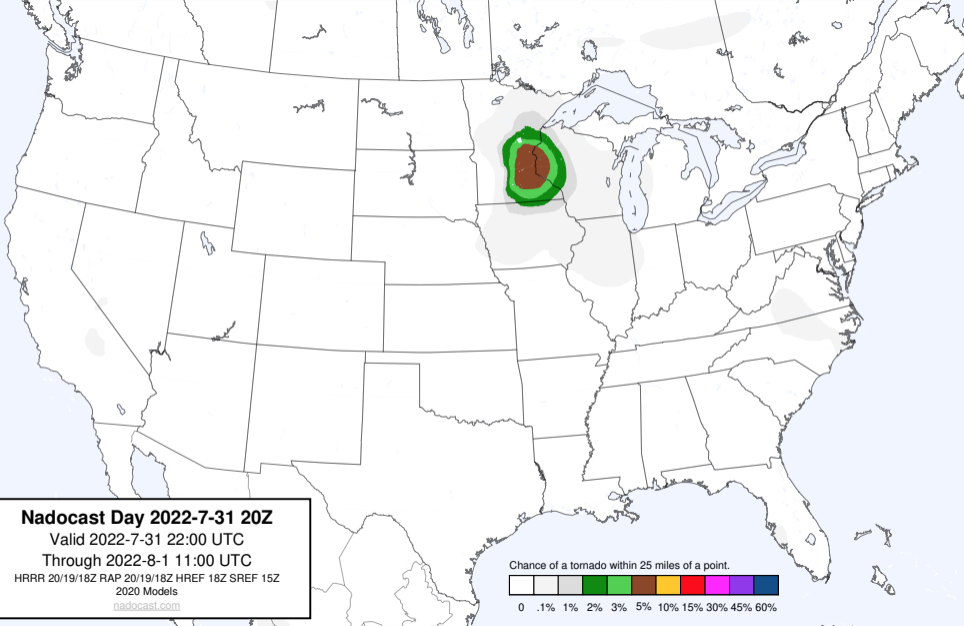 Nadocast Day 2022-7-31 20Z
Valid 2022-7-31 22:00 UTC
Through 2022-8-1 11:00 UTC
HRRR 20/19/18Z RAP 20/19/18Z HREF 18Z SREF 15Z
2020 Models
nadocast.com
Chance of a tornado within 25 miles of a point.
0 .1% 1% 2% 3% 5% 10% 15% 30% 45% 60%